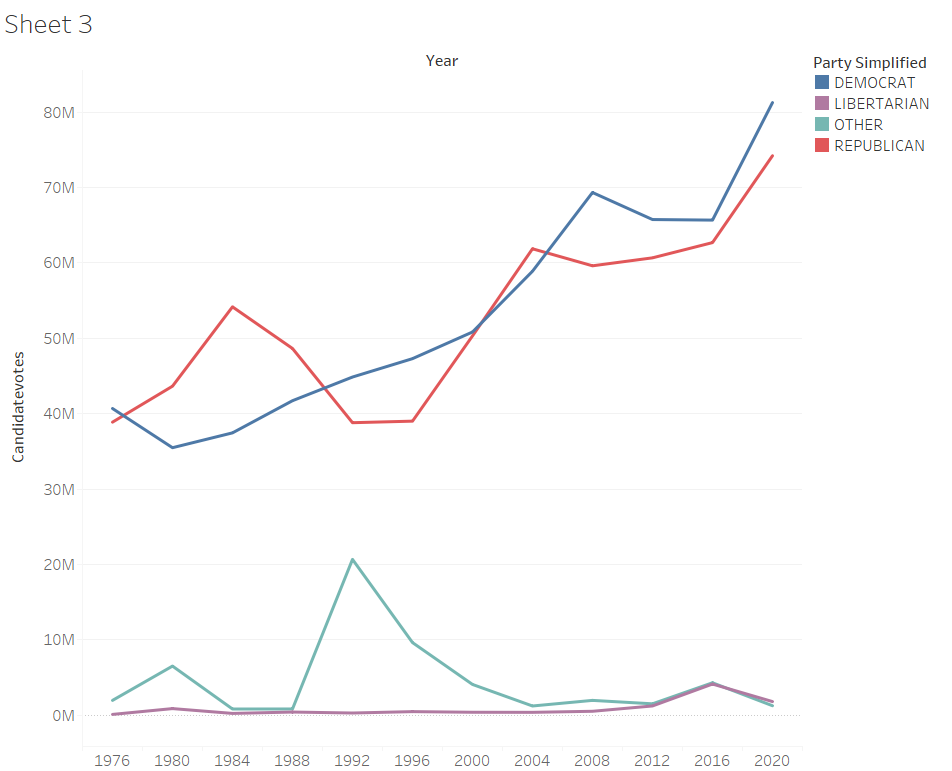 Sheet 3
Year
Party Simplified
DEMOCRAT
LIBERTARIAN
OTHER
REPUBLICAN
Candidatevotes
80M
70M
60M
50M
40M
30M
20M
10M
0M
1976 1980 1984 1988 1992 1996 2000 2004 2008 2012 2016 2020